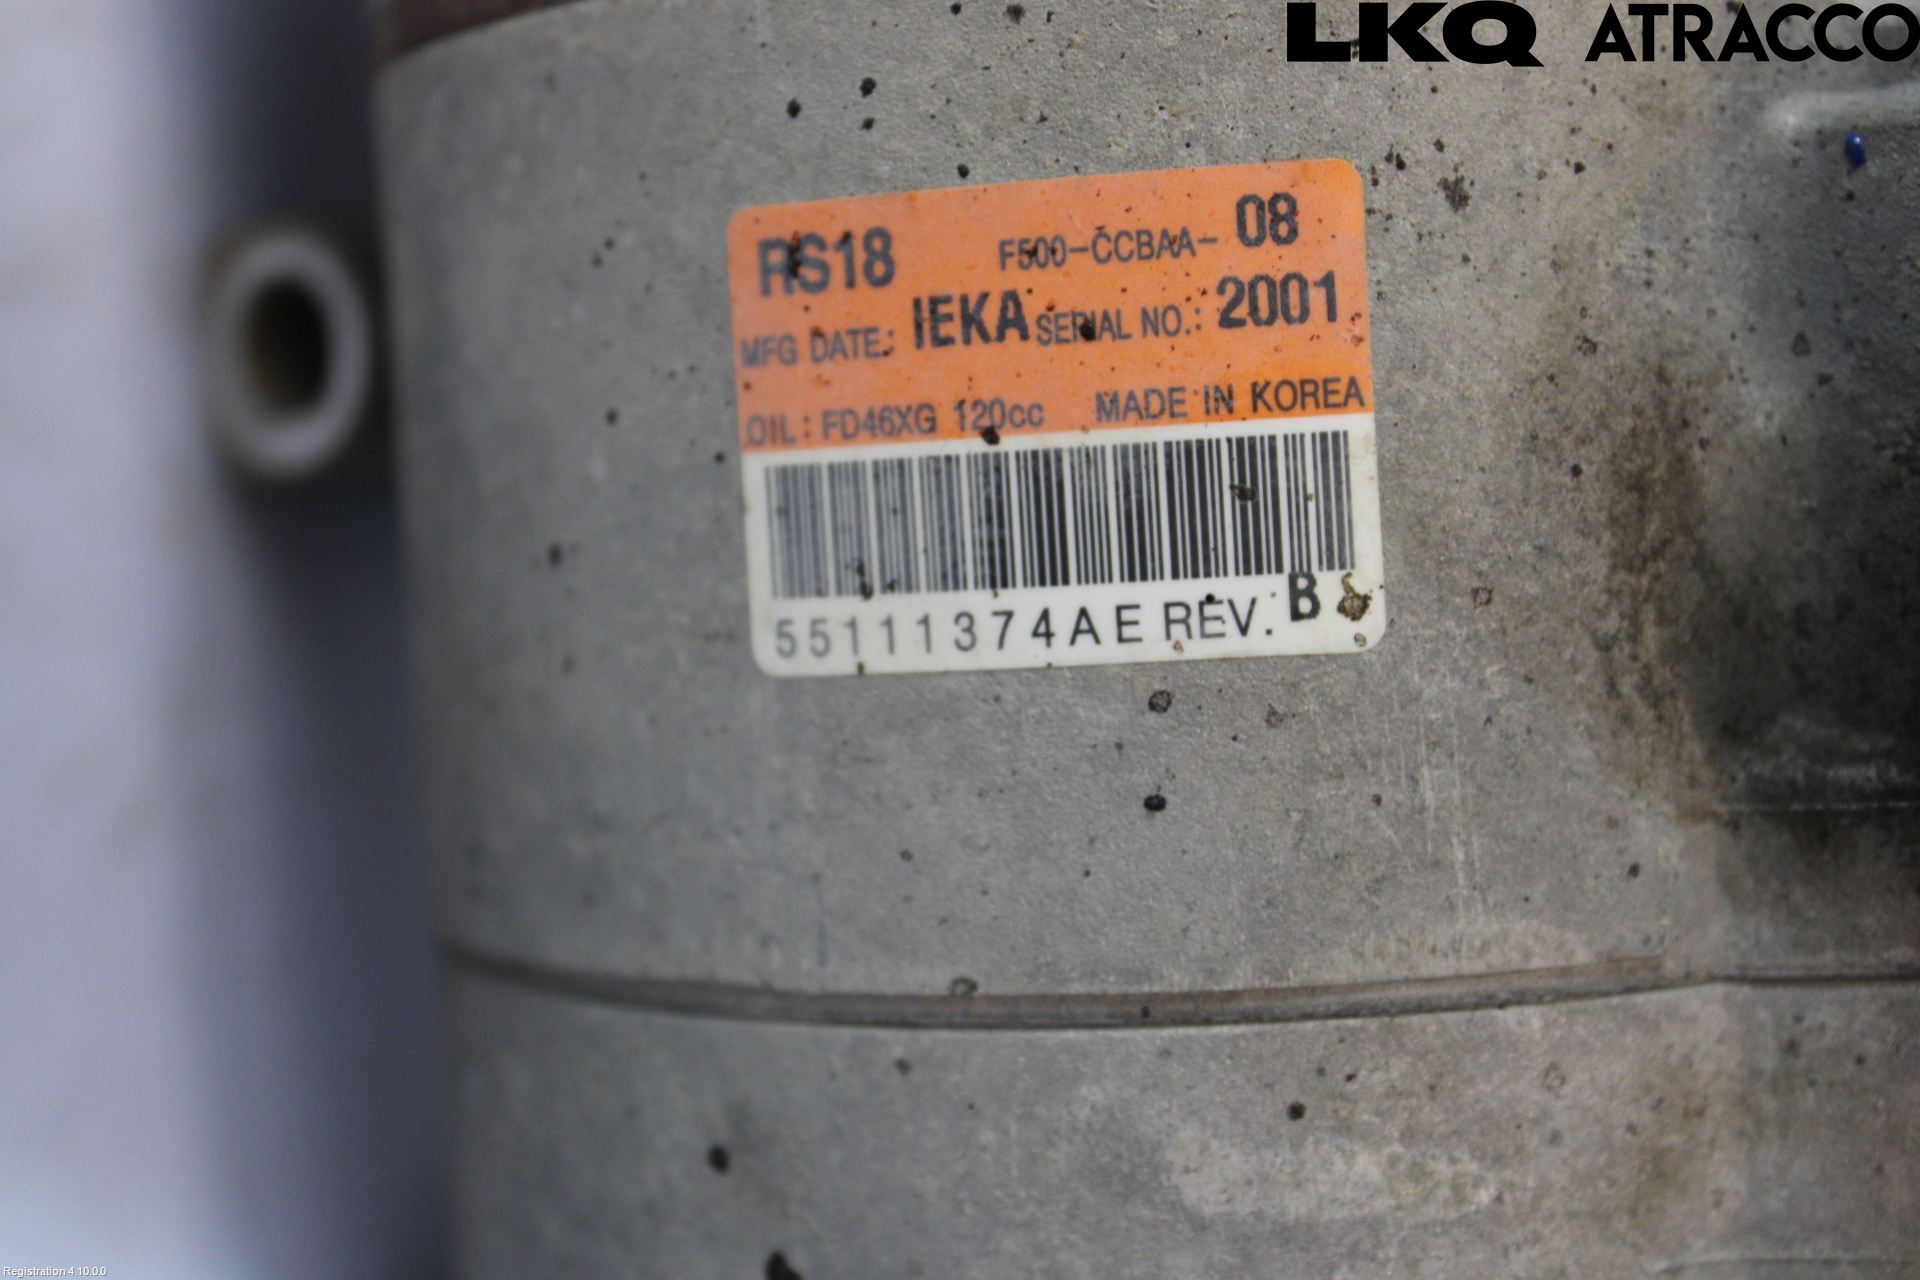 LKQ ATRACCO
RS18 F500-CCBAA- 08
MFG DATE: IEKA SERIAL NO.: 2001
OIL : FD46XG 120cc MADE IN KOREA
55111374AE REV. B
Registration 4.10.0.0